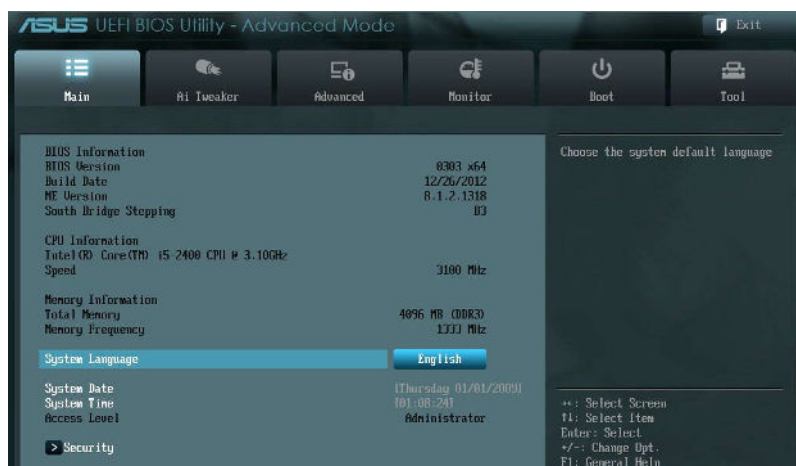 ASUS UEFI BIOS Utility - Advanced Mode
Exit
Main
Ai Tweaker
Advanced
Monitor
Boot
Tool
BIOS Information
BIOS Version 0303 x64
Build Date 12/26/2012
ME Version 8.1.2.1318
South Bridge Stepping B3
CPU Information
Intel(R) Core(TM) i5-2400 CPU @ 3.10GHz
Speed 3100 MHz
Memory Information
Total Memory 4096 MB (DDR3)
Memory Frequency 1333 MHz
System Language English
System Date [Thursday 01/01/2009]
System Time [01:08:24]
Access Level Administrator
> Security
Choose the system default language
→←: Select Screen
↑↓: Select Item
Enter: Select
+/-: Change Opt.
F1: General Help